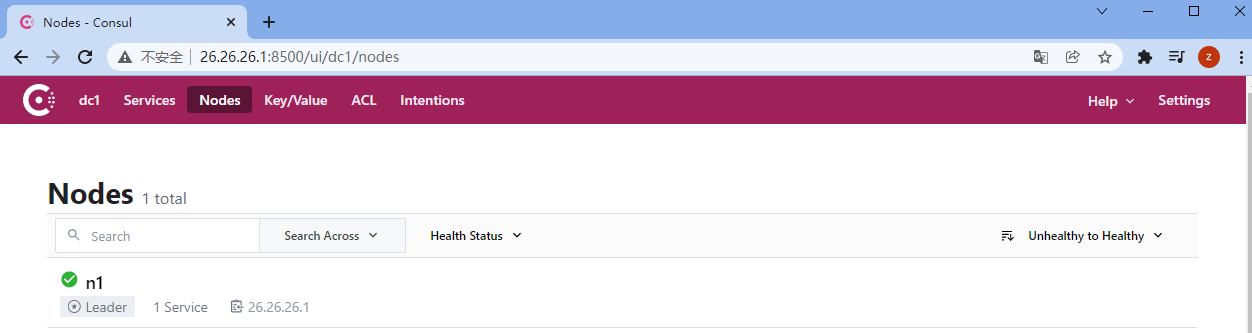 Nodes - Consul
不安全 26.26.26.1:8500/ui/dc1/nodes
z
dc1 Services Nodes Key/Value ACL Intentions Help Settings
Nodes 1 total
Search Search Across Health Status Unhealthy to Healthy
n1
Leader 1 Service 26.26.26.1